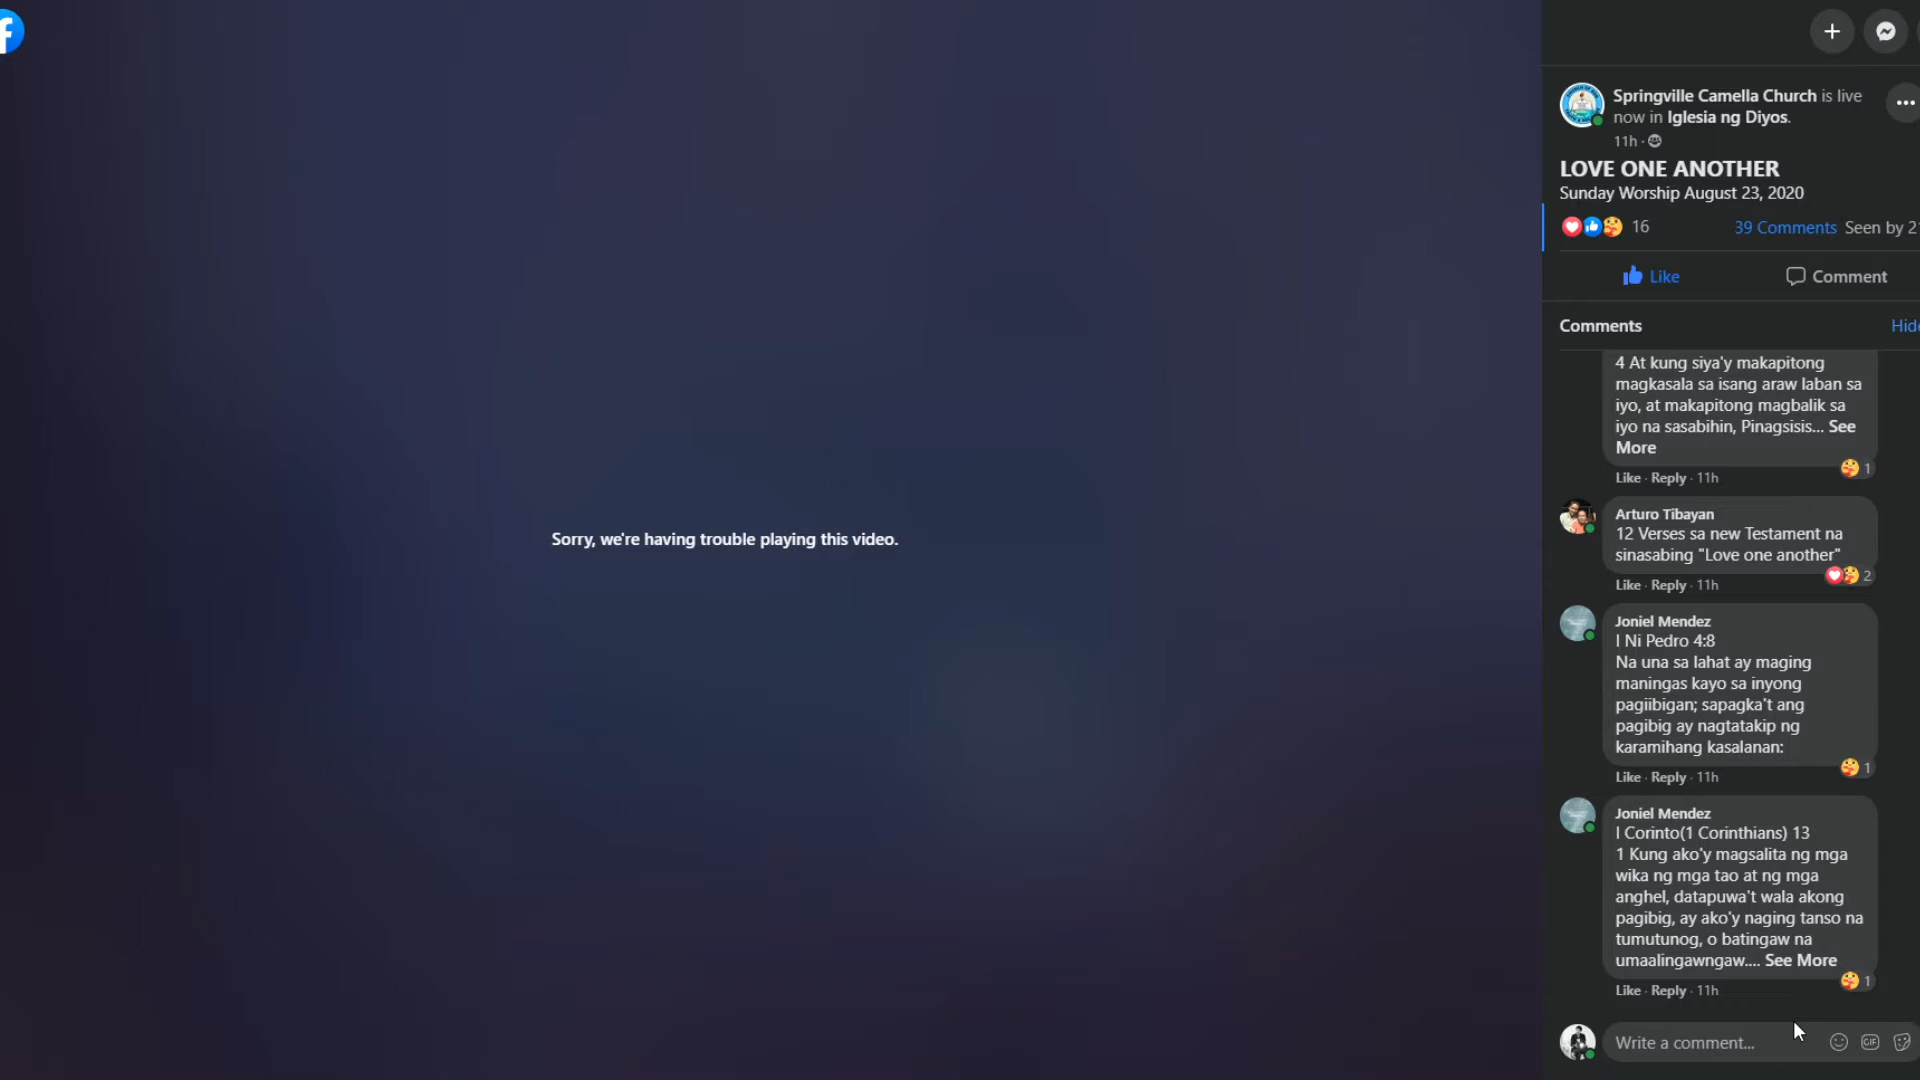 Springville Camella Church is live
now in Iglesia ng Diyos.
11h ·
LOVE ONE ANOTHER
Sunday Worship August 23, 2020
16
39 Comments Seen by 2
Like
Comment
Comments
4 At kung siya'y makapitong
magkasala sa isang araw laban sa
iyo, at makapitong magbalik sa
iyo na sasabihin, Pinagsisis... See
More
1
Like · Reply · 11h
Arturo Tibayan
12 Verses sa new Testament na
sinasabing "Love one another"
2
Like · Reply · 11h
Joniel Mendez
I Ni Pedro 4:8
Na una sa lahat ay maging
maningas kayo sa inyong
pagiibigan; sapagka't ang
pagibig ay nagtatakip ng
karamihang kasalanan:
1
Like · Reply · 11h
Joniel Mendez
I Corinto(1 Corinthians) 13
1 Kung ako'y magsalita ng mga
wika ng mga tao at ng mga
anghel, datapuwa't wala akong
pagibig, ay ako'y naging tanso na
tumutunog, o batingaw na
umaalingawngaw.... See More
1
Like · Reply · 11h
Write a comment...
GIF
Sorry, we're having trouble playing this video.